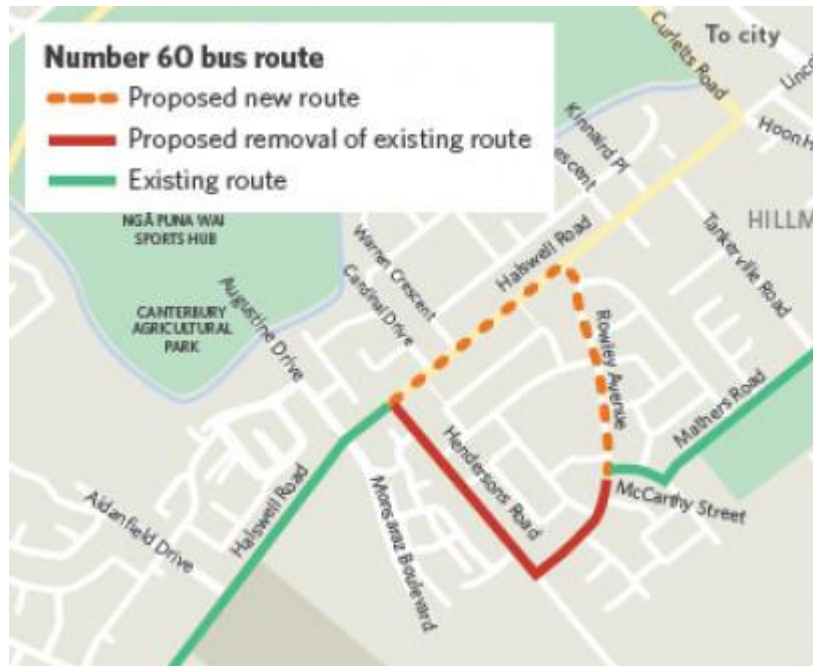 Number 60 bus route
Proposed new route
Proposed removal of existing route
Existing route
Curletts Road
To city
Hoon H
Kinnaird Pl
escent
HILLM
Tankerville Road
NGĀ PUNA WAI
SPORTS HUB
Warren Crescent
Cardinal Drive
Halswell Road
Augustine Drive
CANTERBURY
AGRICULTURAL
PARK
Rowley Avenue
Mathers Road
Hendersons Road
McCarthy Street
Halswell Road
Monsaraz Boulevard
Aidanfield Drive